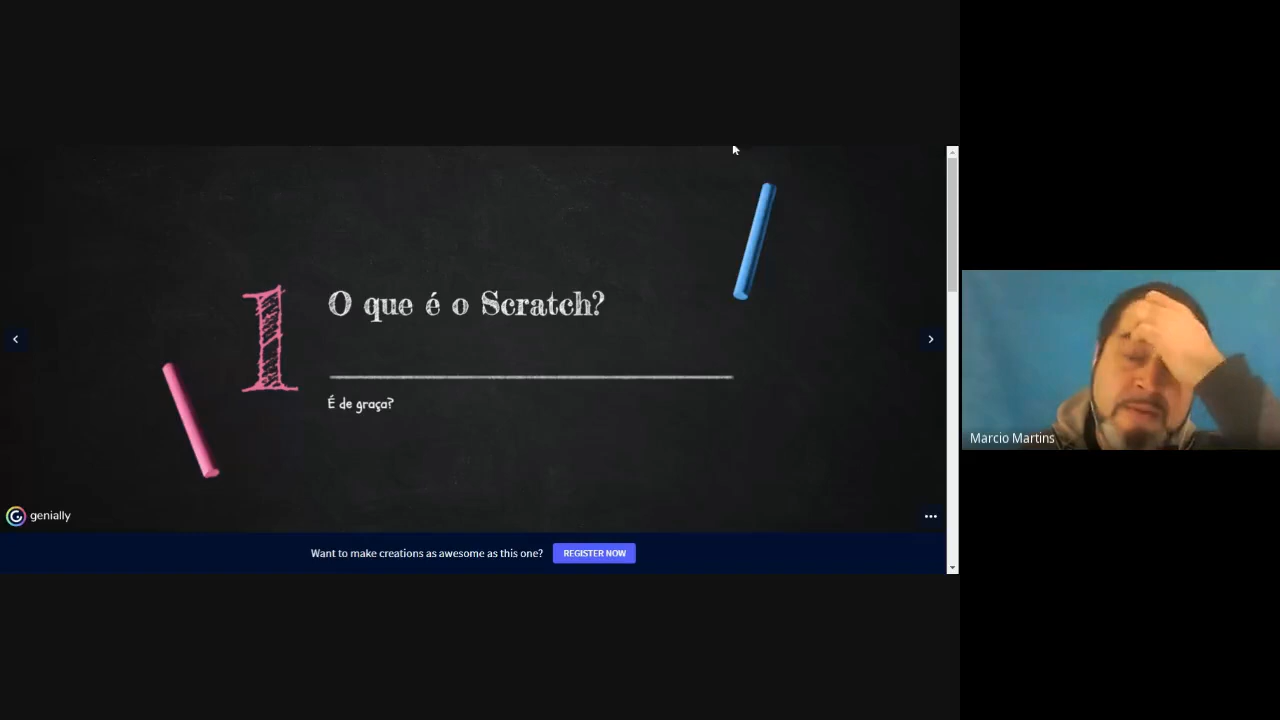 1
O que é o Scratch?
É de graça?
genially
Want to make creations as awesome as this one?
REGISTER NOW
Marcio Martins